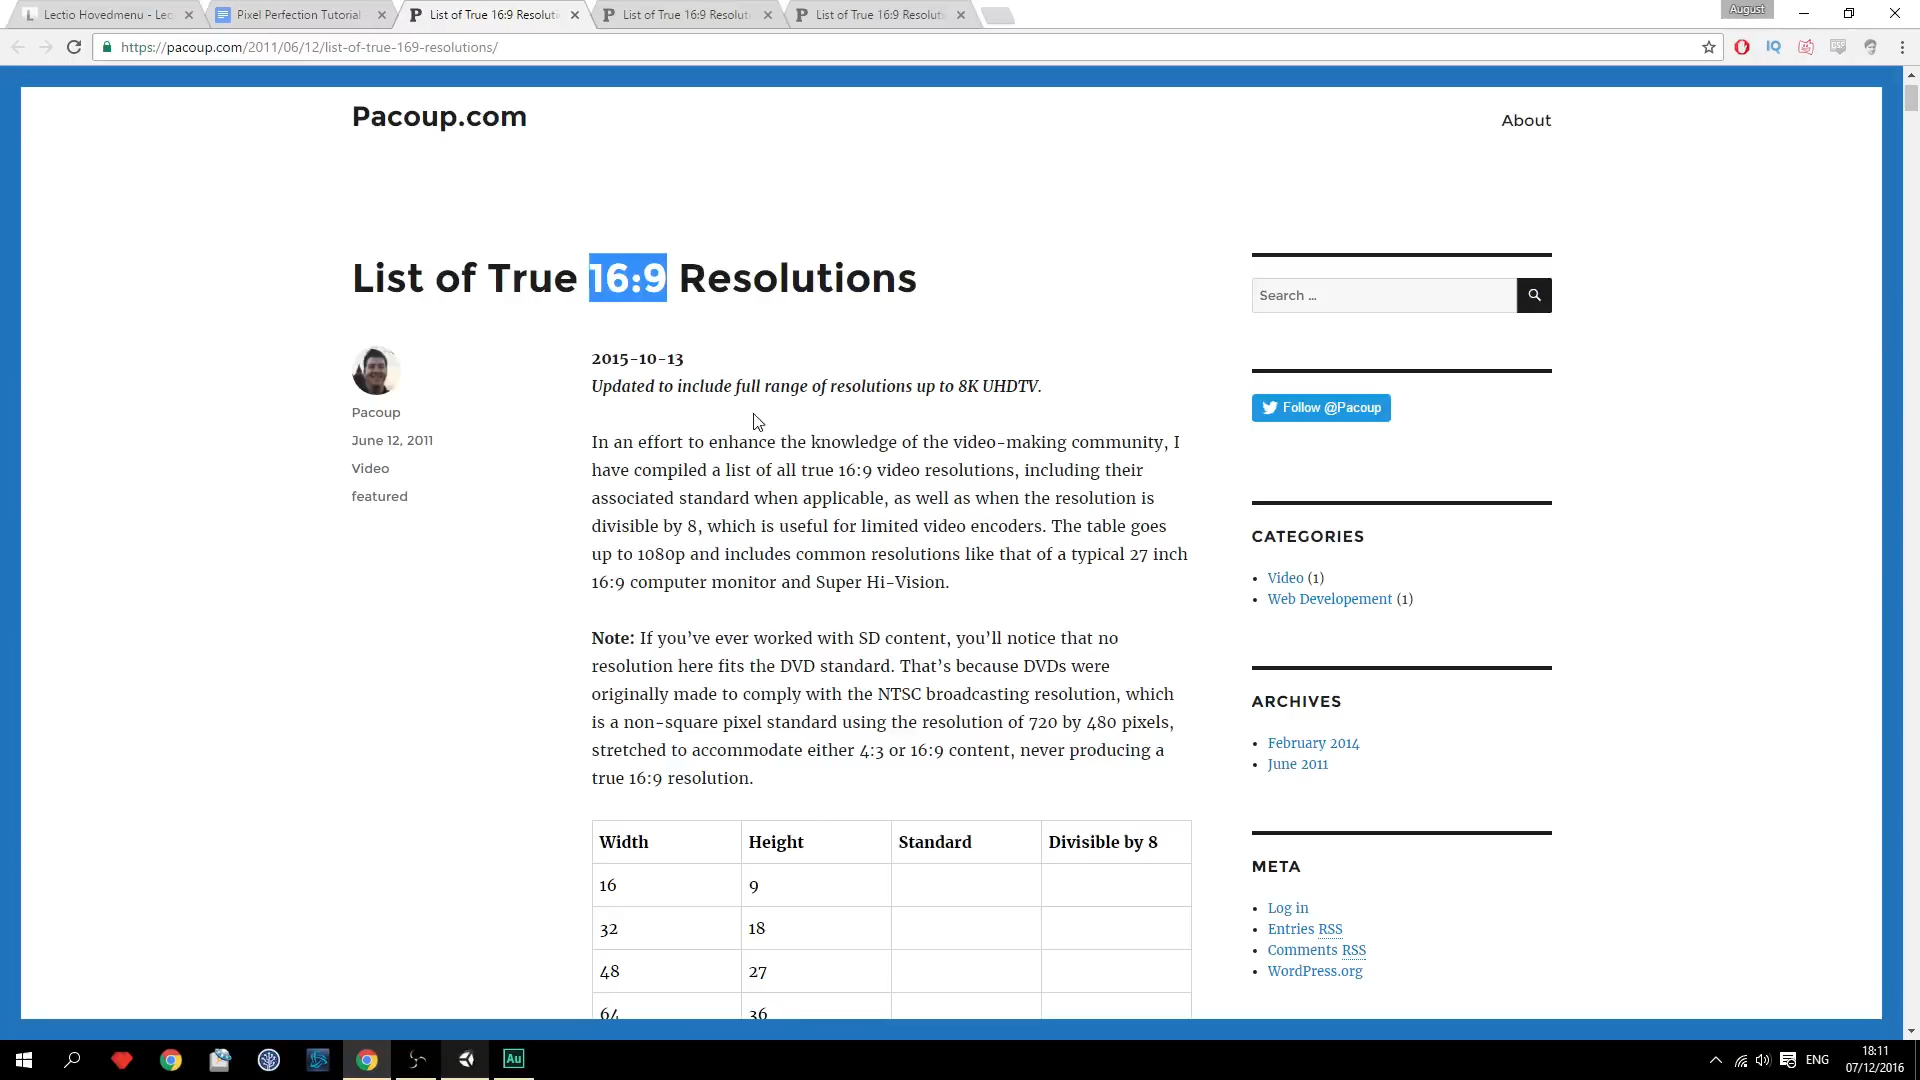 Lectio Hovedmenu - Lec
Pixel Perfection Tutorial
List of True 16:9 Resoluti
List of True 16:9 Resolut
List of True 16:9 Resolut
August
https://pacoup.com/2011/06/12/list-of-true-169-resolutions/
Pacoup.com
About
List of True 16:9 Resolutions
Search …
Pacoup
June 12, 2011
Video
featured
2015-10-13
Updated to include full range of resolutions up to 8K UHDTV.
In an effort to enhance the knowledge of the video-making community, I
have compiled a list of all true 16:9 video resolutions, including their
associated standard when applicable, as well as when the resolution is
divisible by 8, which is useful for limited video encoders. The table goes
up to 1080p and includes common resolutions like that of a typical 27 inch
16:9 computer monitor and Super Hi-Vision.
Note: If you’ve ever worked with SD content, you’ll notice that no
resolution here fits the DVD standard. That’s because DVDs were
originally made to comply with the NTSC broadcasting resolution, which
is a non-square pixel standard using the resolution of 720 by 480 pixels,
stretched to accommodate either 4:3 or 16:9 content, never producing a
true 16:9 resolution.
Width Height Standard Divisible by 8
16 9
32 18
48 27
64 36
Follow @Pacoup
CATEGORIES
Video (1)
Web Developement (1)
ARCHIVES
February 2014
June 2011
META
Log in
Entries RSS
Comments RSS
WordPress.org
Au
ENG
18:11
07/12/2016